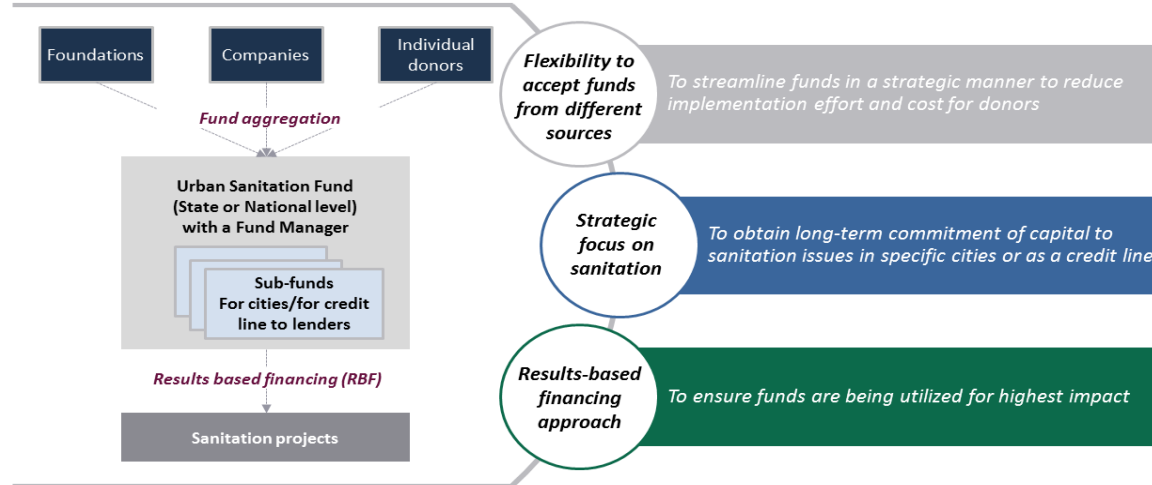 Foundations
Companies
Individual
donors
Fund aggregation
Urban Sanitation Fund
(State or National level)
with a Fund Manager
Sub-funds
For cities/for credit
line to lenders
Results based financing (RBF)
Sanitation projects
Flexibility to
accept funds
from different
sources
To streamline funds in a strategic manner to reduce
implementation effort and cost for donors
Strategic
focus on
sanitation
To obtain long-term commitment of capital to
sanitation issues in specific cities or as a credit line
Results-based
financing
approach
To ensure funds are being utilized for highest impact